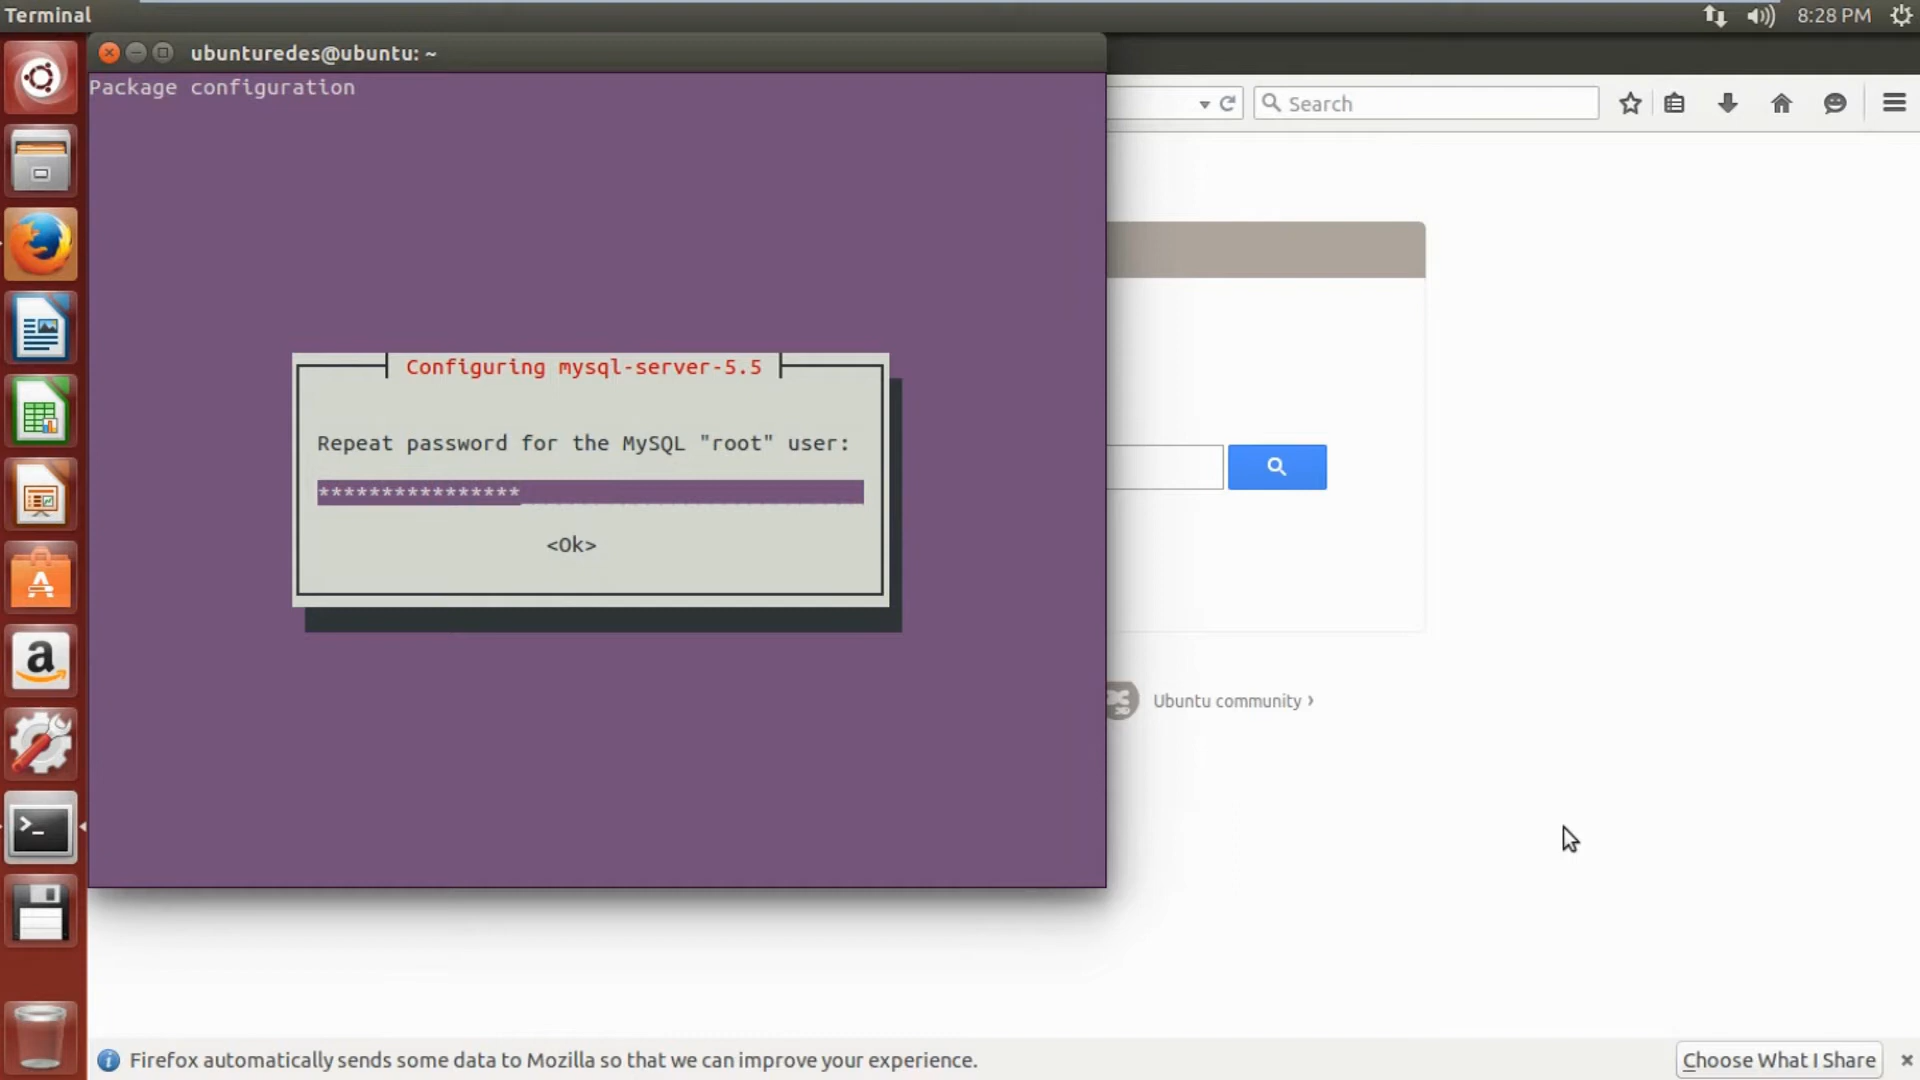 Terminal
8:28 PM
ubunturedes@ubuntu: ~
Package configuration
Search
Configuring mysql-server-5.5
Repeat password for the MySQL "root" user:
****************
<Ok>
Ubuntu community ›
Firefox automatically sends some data to Mozilla so that we can improve your experience.
Choose What I Share